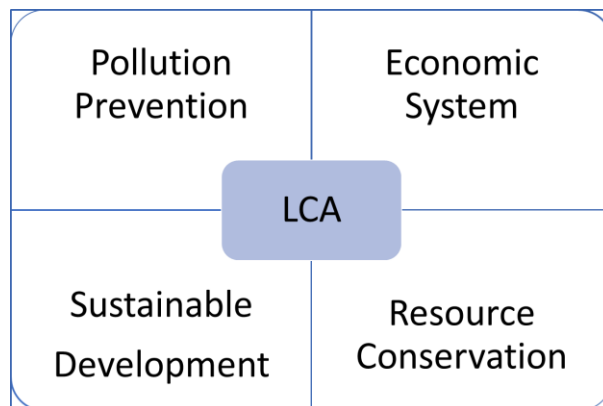 Pollution
Prevention
Economic
System
LCA
Sustainable
Development
Resource
Conservation